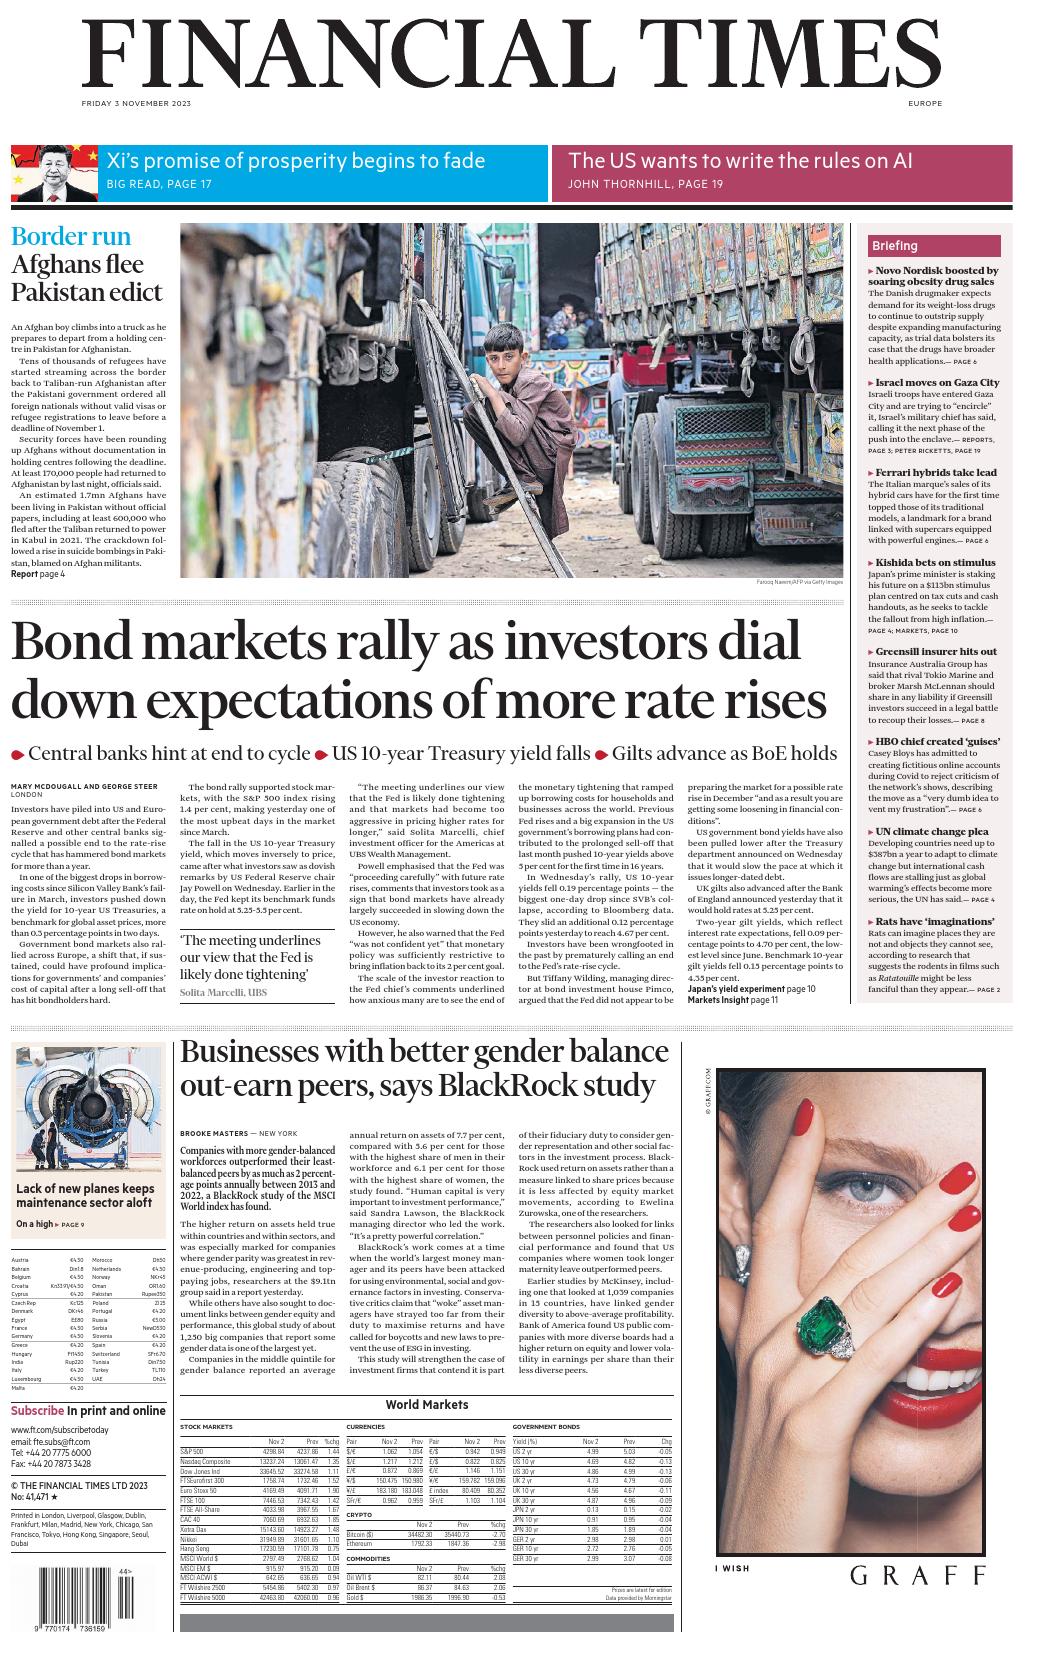 FINANCIAL TIMES
FRIDAY 3 NOVEMBER 2023
EUROPE
Xi's promise of prosperity begins to fade
BIG READ, PAGE 17
The US wants to write the rules on AI
JOHN THORNHILL, PAGE 19
Border run
Afghans flee
Pakistan edict
An Afghan boy climbs into a truck as he
prepares to depart from a holding cen-
tre in Pakistan for Afghanistan.
Tens of thousands of refugees have
started streaming across the border
back to Taliban-run Afghanistan after
the Pakistani government ordered all
foreign nationals without valid visas or
refugee registrations to leave before a
deadline of November 1.
Security forces have been rounding
up Afghans without documentation in
holding centres following the deadline.
At least 170,000 people had returned to
Afghanistan by last night, officials said.
An estimated 1.7mn Afghans have
been living in Pakistan without official
papers, including at least 600,000 who
fled after the Taliban returned to power
in Kabul in 2021. The crackdown fol-
lowed a rise in suicide bombings in Paki-
stan, blamed on Afghan militants.
Report page 4
Farooq Naeem/AFP via Getty Images
Briefing
Novo Nordisk boosted by
soaring obesity drug sales
The Danish drugmaker expects
demand for its weight-loss drugs
to continue to outstrip supply
despite expanding manufacturing
capacity, as trial data bolsters its
case that the drugs have broader
health applications.— PAGE 6
Israel moves on Gaza City
Israeli troops have entered Gaza
City and are trying to "encircle"
it, Israel's military chief has said,
calling it the next phase of the
push into the enclave.— REPORTS,
PAGE 3; PETER RICKETTS, PAGE 19
Ferrari hybrids take lead
The Italian marque's sales of its
hybrid cars have for the first time
topped those of its traditional
models, a landmark for a brand
linked with supercars equipped
with powerful engines.— PAGE 6
Kishida bets on stimulus
Japan's prime minister is staking
his future on a $113bn stimulus
plan centred on tax cuts and cash
handouts, as he seeks to tackle
the fallout from high inflation.—
PAGE 4; MARKETS, PAGE 10
Greensill insurer hits out
Insurance Australia Group has
said that rival Tokio Marine and
broker Marsh McLennan should
share in any liability if Greensill
investors succeed in a legal battle
to recoup their losses.— PAGE 8
HBO chief created 'guises'
Casey Bloys has admitted to
creating fictitious online accounts
during Covid to reject criticism of
the network's shows, describing
the move as a "very dumb idea to
vent my frustration".— PAGE 6
UN climate change plea
Developing countries need up to
$387bn a year to adapt to climate
change but international cash
flows are stalling just as global
warming's effects become more
serious, the UN has said.— PAGE 4
Rats have 'imaginations'
Rats can imagine places they are
not and objects they cannot see,
according to research that
suggests the rodents in films such
as Ratatouille might be less
fanciful than they appear.— PAGE 2
Bond markets rally as investors dial
down expectations of more rate rises
Central banks hint at end to cycle US 10-year Treasury yield falls Gilts advance as BoE holds
MARY MCDOUGALL AND GEORGE STEER
LONDON
Investors have piled into US and Euro-
pean government debt after the Federal
Reserve and other central banks sig-
nalled a possible end to the rate-rise
cycle that has hammered bond markets
for more than a year.
In one of the biggest drops in borrow-
ing costs since Silicon Valley Bank's fail-
ure in March, investors pushed down
the yield for 10-year US Treasuries, a
benchmark for global asset prices, more
than 0.3 percentage points in two days.
Government bond markets also ral-
lied across Europe, a shift that, if sus-
tained, could have profound implica-
tions for governments' and companies'
cost of capital after a long sell-off that
has hit bondholders hard.
The bond rally supported stock mar-
kets, with the S&P 500 index rising
1.4 per cent, making yesterday one of
the most upbeat days in the market
since March.
The fall in the US 10-year Treasury
yield, which moves inversely to price,
came after what investors saw as dovish
remarks by US Federal Reserve chair
Jay Powell on Wednesday. Earlier in the
day, the Fed kept its benchmark funds
rate on hold at 5.25-5.5 per cent.
'The meeting underlines
our view that the Fed is
likely done tightening'
Solita Marcelli, UBS
"The meeting underlines our view
that the Fed is likely done tightening
and that markets had become too
aggressive in pricing higher rates for
longer," said Solita Marcelli, chief
investment officer for the Americas at
UBS Wealth Management.
Powell emphasised that the Fed was
"proceeding carefully" with future rate
rises, comments that investors took as a
sign that bond markets have already
largely succeeded in slowing down the
US economy.
However, he also warned that the Fed
"was not confident yet" that monetary
policy was sufficiently restrictive to
bring inflation back to its 2 per cent goal.
The scale of the investor reaction to
the Fed chief's comments underlined
how anxious many are to see the end of
the monetary tightening that ramped
up borrowing costs for households and
businesses across the world. Previous
Fed rises and a big expansion in the US
government's borrowing plans had con-
tributed to the prolonged sell-off that
last month pushed 10-year yields above
5 per cent for the first time in 16 years.
In Wednesday's rally, US 10-year
yields fell 0.19 percentage points — the
biggest one-day drop since SVB's col-
lapse, according to Bloomberg data.
They slid an additional 0.12 percentage
points yesterday to reach 4.67 per cent.
Investors have been wrongfooted in
the past by prematurely calling an end
to the Fed's rate-rise cycle.
But Tiffany Wilding, managing direc-
tor at bond investment house Pimco,
argued that the Fed did not appear to be
preparing the market for a possible rate
rise in December "and as a result you are
getting some loosening in financial con-
ditions".
US government bond yields have also
been pulled lower after the Treasury
department announced on Wednesday
that it would slow the pace at which it
issues longer-dated debt.
UK gilts also advanced after the Bank
of England announced yesterday that it
would hold rates at 5.25 per cent.
Two-year gilt yields, which reflect
interest rate expectations, fell 0.09 per-
centage points to 4.70 per cent, the low-
est level since June. Benchmark 10-year
gilt yields fell 0.15 percentage points to
4.35 per cent.
Japan's yield experiment page 10
Markets Insight page 11
Lack of new planes keeps
maintenance sector aloft
On a high PAGE 9
Austria €4.50 Morocco Dh50
Bahrain Din1.8 Netherlands €4.50
Belgium €4.50 Norway NKr45
Croatia Kn33.91/€4.50 Oman OR1.60
Cyprus €4.20 Pakistan Rupee350
Czech Rep Kc125 Poland Zl 25
Denmark DKr46 Portugal €4.20
Egypt E£80 Russia €5.00
France €4.50 Serbia NewD530
Germany €4.50 Slovenia €4.20
Greece €4.20 Spain €4.20
Hungary Ft1450 Switzerland SFr6.70
India Rup220 Tunisia Din7.50
Italy €4.20 Turkey TL110
Luxembourg €4.50 UAE Dh24
Malta €4.20
Subscribe In print and online
www.ft.com/subscribetoday
email: fte.subs@ft.com
Tel: +44 20 7775 6000
Fax: +44 20 7873 3428
© THE FINANCIAL TIMES LTD 2023
No: 41,471 ★
Printed in London, Liverpool, Glasgow, Dublin,
Frankfurt, Milan, Madrid, New York, Chicago, San
Francisco, Tokyo, Hong Kong, Singapore, Seoul,
Dubai
44>
9 770174 736159
Businesses with better gender balance
out-earn peers, says BlackRock study
BROOKE MASTERS — NEW YORK
Companies with more gender-balanced
workforces outperformed their least-
balanced peers by as much as 2 percent-
age points annually between 2013 and
2022, a BlackRock study of the MSCI
World index has found.
The higher return on assets held true
within countries and within sectors, and
was especially marked for companies
where gender parity was greatest in rev-
enue-producing, engineering and top-
paying jobs, researchers at the $9.1tn
group said in a report yesterday.
While others have also sought to doc-
ument links between gender equity and
performance, this global study of about
1,250 big companies that report some
gender data is one of the largest yet.
Companies in the middle quintile for
gender balance reported an average
annual return on assets of 7.7 per cent,
compared with 5.6 per cent for those
with the highest share of men in their
workforce and 6.1 per cent for those
with the highest share of women, the
study found. "Human capital is very
important to investment performance,"
said Sandra Lawson, the BlackRock
managing director who led the work.
"It's a pretty powerful correlation."
BlackRock's work comes at a time
when the world's largest money man-
ager and its peers have been attacked
for using environmental, social and gov-
ernance factors in investing. Conserva-
tive critics claim that "woke" asset man-
agers have strayed too far from their
duty to maximise returns and have
called for boycotts and new laws to pre-
vent the use of ESG in investing.
This study will strengthen the case of
investment firms that contend it is part
of their fiduciary duty to consider gen-
der representation and other social fac-
tors in the investment process. Black-
Rock used return on assets rather than a
measure linked to share prices because
it is less affected by equity market
movements, according to Ewelina
Zurowska, one of the researchers.
The researchers also looked for links
between personnel policies and finan-
cial performance and found that US
companies where women took longer
maternity leave outperformed peers.
Earlier studies by McKinsey, includ-
ing one that looked at 1,039 companies
in 15 countries, have linked gender
diversity to above-average profitability.
Bank of America found US public com-
panies with more diverse boards had a
higher return on equity and lower vola-
tility in earnings per share than their
less diverse peers.
World Markets
STOCK MARKETS
Nov 2 Prev %chg
S&P 500 4298.84 4237.86 1.44
Nasdaq Composite 13237.24 13061.47 1.35
Dow Jones Ind 33645.52 33274.58 1.11
FTSEurofirst 300 1758.74 1732.46 1.52
Euro Stoxx 50 4169.49 4091.71 1.90
FTSE 100 7446.53 7342.43 1.42
FTSE All-Share 4033.98 3967.55 1.67
CAC 40 7060.69 6932.63 1.85
Xetra Dax 15143.60 14923.27 1.48
Nikkei 31949.89 31601.65 1.10
Hang Seng 17230.59 17101.78 0.75
MSCI World $ 2797.49 2768.62 1.04
MSCI EM $ 915.97 915.20 0.09
MSCI ACWI $ 642.65 636.65 0.94
FT Wilshire 2500 5454.86 5402.30 0.97
FT Wilshire 5000 42463.80 42060.00 0.96
CURRENCIES
Pair Nov 2 Prev Pair Nov 2 Prev
$/€ 1.062 1.054 €/$ 0.942 0.949
$/£ 1.217 1.212 £/$ 0.822 0.825
£/€ 0.872 0.869 €/£ 1.146 1.151
¥/$ 150.475 150.980 ¥/€ 159.782 159.096
¥/£ 183.180 183.048 £ index 80.409 80.352
SFr/€ 0.962 0.959 SFr/£ 1.103 1.104
CRYPTO
Nov 2 Prev %chg
Bitcoin ($) 34482.30 35440.73 -2.70
Ethereum 1792.33 1847.36 -2.98
COMMODITIES
Nov 2 Prev %chg
Oil WTI $ 82.11 80.44 2.08
Oil Brent $ 86.37 84.63 2.06
Gold $ 1986.35 1996.90 -0.53
GOVERNMENT BONDS
Yield (%) Nov 2 Prev Chg
US 2 yr 4.99 5.03 -0.05
US 10 yr 4.69 4.82 -0.13
US 30 yr 4.86 4.99 -0.13
UK 2 yr 4.73 4.79 -0.06
UK 10 yr 4.56 4.67 -0.11
UK 30 yr 4.87 4.96 -0.09
JPN 2 yr 0.13 0.15 -0.02
JPN 10 yr 0.91 0.95 -0.04
JPN 30 yr 1.85 1.89 -0.04
GER 2 yr 2.98 2.98 0.01
GER 10 yr 2.72 2.76 -0.05
GER 30 yr 2.99 3.07 -0.08
Prices are latest for edition
Data provided by Morningstar
© GRAFF.COM
I WISH
GRAFF